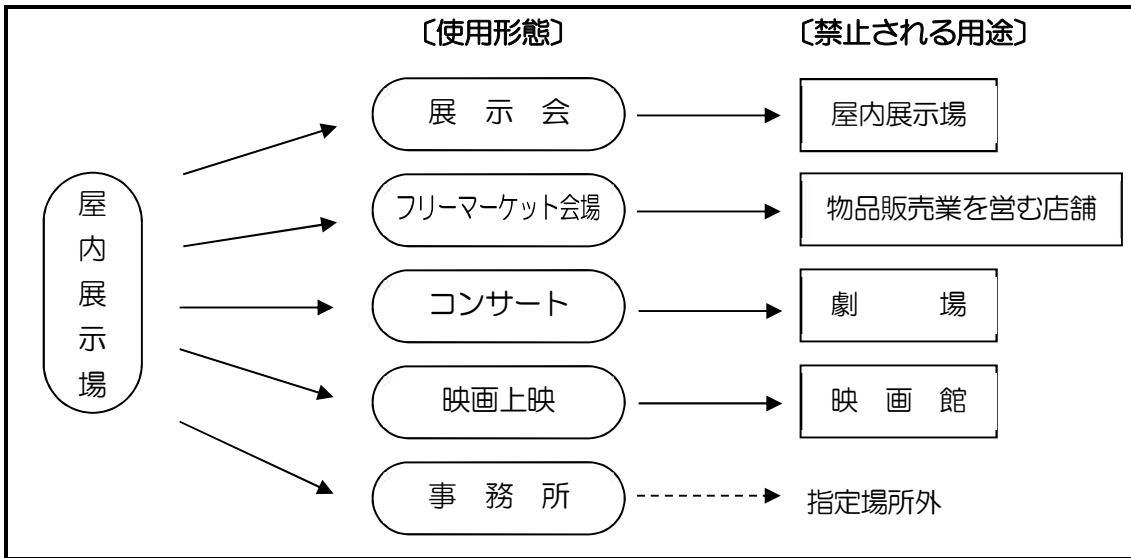 〔使用形態〕 〔禁止される用途〕
屋内展示場
展示会 屋内展示場
フリーマーケット会場 物品販売業を営む店舗
コンサート 劇場
映画上映 映画館
事務所 指定場所外